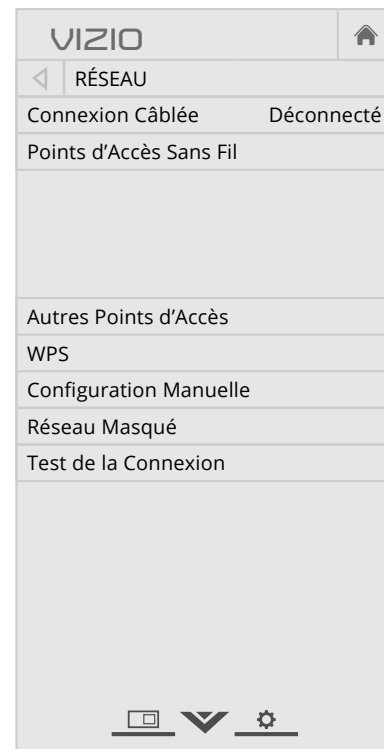 VIZIO
RÉSEAU
Connexion Câblée Déconnecté
Points d’Accès Sans Fil
Autres Points d’Accès
WPS
Configuration Manuelle
Réseau Masqué
Test de la Connexion